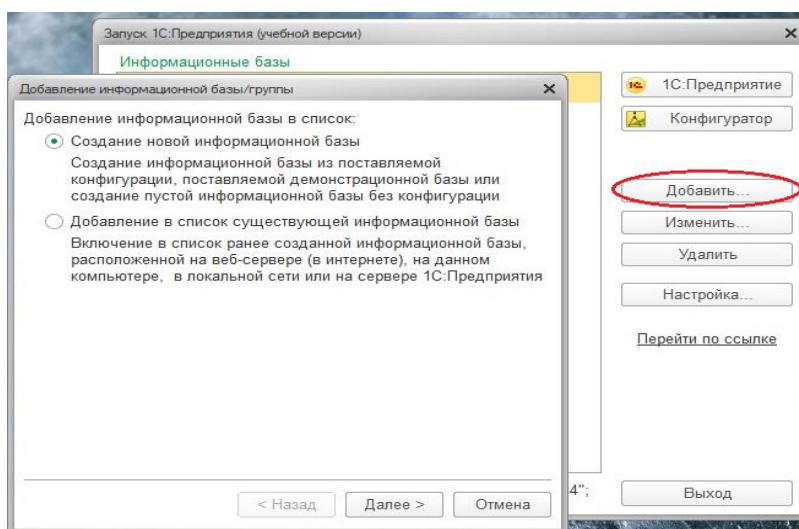 Запуск 1С:Предприятия (учебной версии)
Информационные базы
Добавление информационной базы/группы
Добавление информационной базы в список:
Создание новой информационной базы
Создание информационной базы из поставляемой
конфигурации, поставляемой демонстрационной базы или
создание пустой информационной базы без конфигурации
Добавление в список существующей информационной базы
Включение в список ранее созданной информационной базы,
расположенной на веб-сервере (в интернете), на данном
компьютере, в локальной сети или на сервере 1С:Предприятия
< Назад
Далее >
Отмена
1С:Предприятие
Конфигуратор
Добавить...
Изменить...
Удалить
Настройка...
Перейти по ссылке
4";
Выход